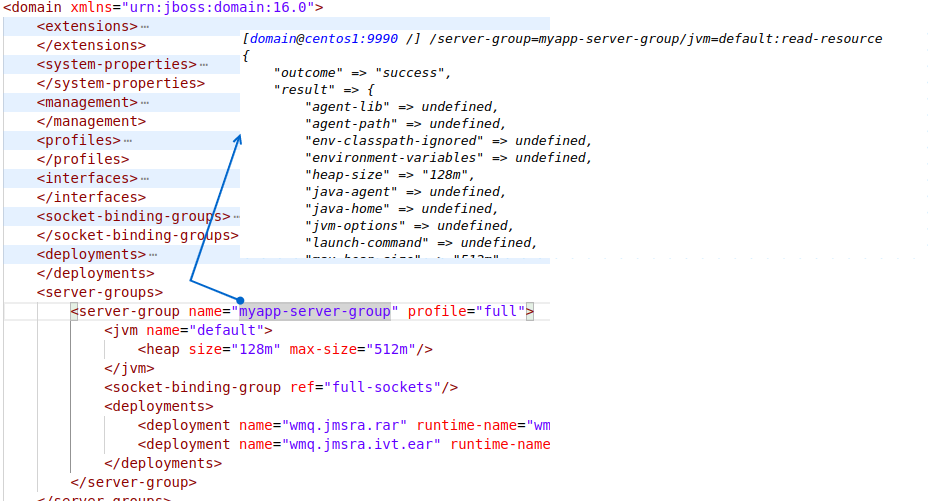 <domain xmlns="urn:jboss:domain:16.0">
<extensions>⋯
</extensions>
<system-properties>⋯
</system-properties>
<management>⋯
</management>
<profiles>⋯
</profiles>
<interfaces>⋯
</interfaces>
<socket-binding-groups>⋯
</socket-binding-groups>
<deployments>⋯
</deployments>
<server-groups>
<server-group name="myapp-server-group" profile="full">
<jvm name="default">
<heap size="128m" max-size="512m"/>
</jvm>
<socket-binding-group ref="full-sockets"/>
<deployments>
<deployment name="wmq.jmsra.rar" runtime-name="wm
<deployment name="wmq.jmsra.ivt.ear" runtime-name
</deployments>
</server-group>
</server-groups>
[domain@centos1:9990 /] /server-group=myapp-server-group/jvm=default:read-resource
{
"outcome" => "success",
"result" => {
"agent-lib" => undefined,
"agent-path" => undefined,
"env-classpath-ignored" => undefined,
"environment-variables" => undefined,
"heap-size" => "128m",
"java-agent" => undefined,
"java-home" => undefined,
"jvm-options" => undefined,
"launch-command" => undefined,
"max-heap-size" => "512m"